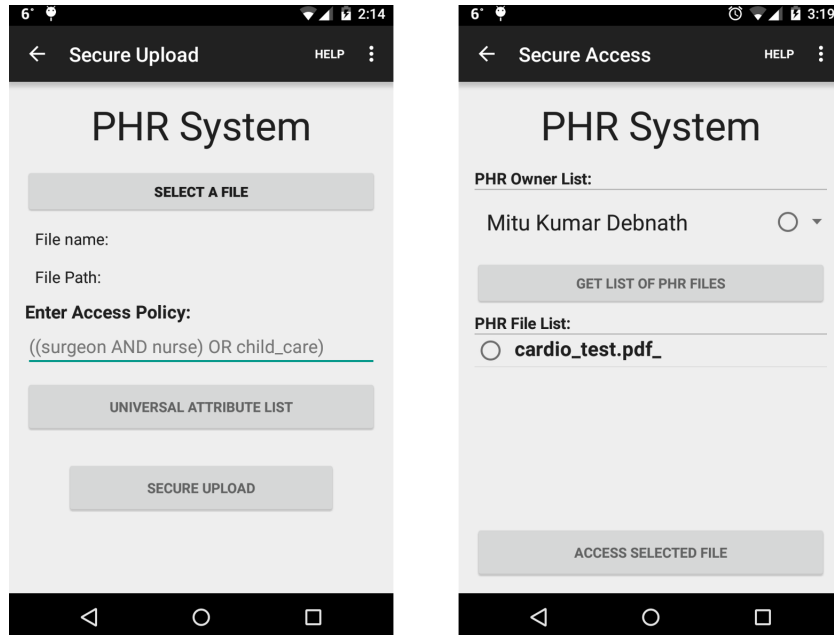 6° 2:14
Secure Upload HELP
PHR System
SELECT A FILE
File name:
File Path:
Enter Access Policy:
((surgeon AND nurse) OR child_care)
UNIVERSAL ATTRIBUTE LIST
SECURE UPLOAD
6° 3:19
Secure Access HELP
PHR System
PHR Owner List:
Mitu Kumar Debnath
GET LIST OF PHR FILES
PHR File List:
cardio_test.pdf_
ACCESS SELECTED FILE